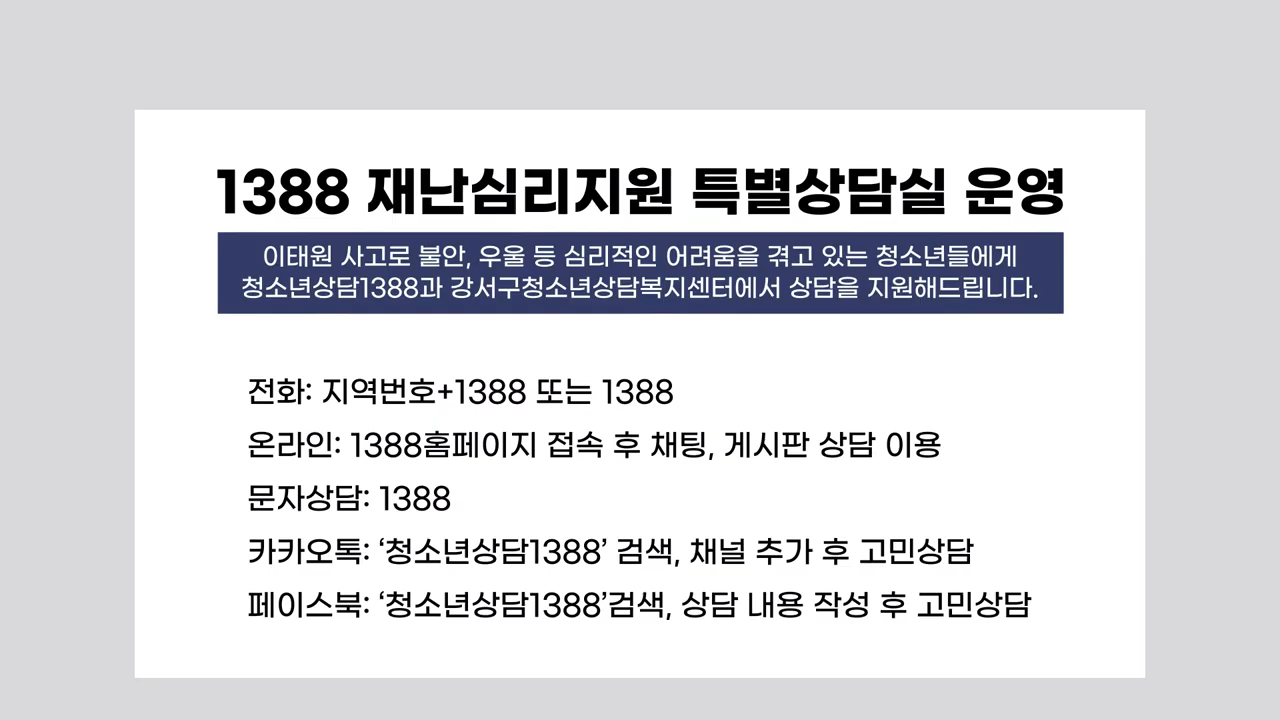 1388 재난심리지원 특별상담실 운영
이태원 사고로 불안, 우울 등 심리적인 어려움을 겪고 있는 청소년들에게
청소년상담1388과 강서구청소년상담복지센터에서 상담을 지원해드립니다.
전화: 지역번호+1388 또는 1388
온라인: 1388홈페이지 접속 후 채팅, 게시판 상담 이용
문자상담: 1388
카카오톡: ‘청소년상담1388’ 검색, 채널 추가 후 고민상담
페이스북: ‘청소년상담1388’검색, 상담 내용 작성 후 고민상담